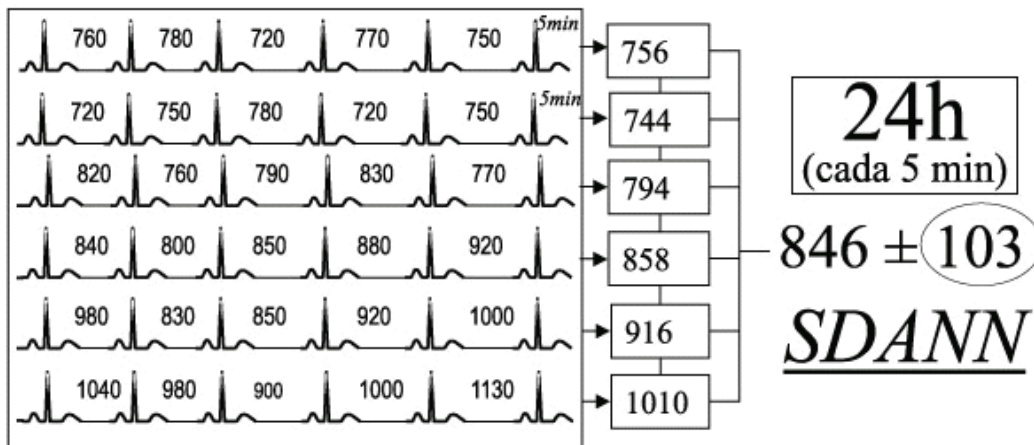 760 780 720 770 750 5min 756
720 750 780 720 750 5min 744
820 760 790 830 770 794
840 800 850 880 920 858
980 830 850 920 1000 916
1040 980 900 1000 1130 1010
24h
(cada 5 min)
846 ± 103
SDANN